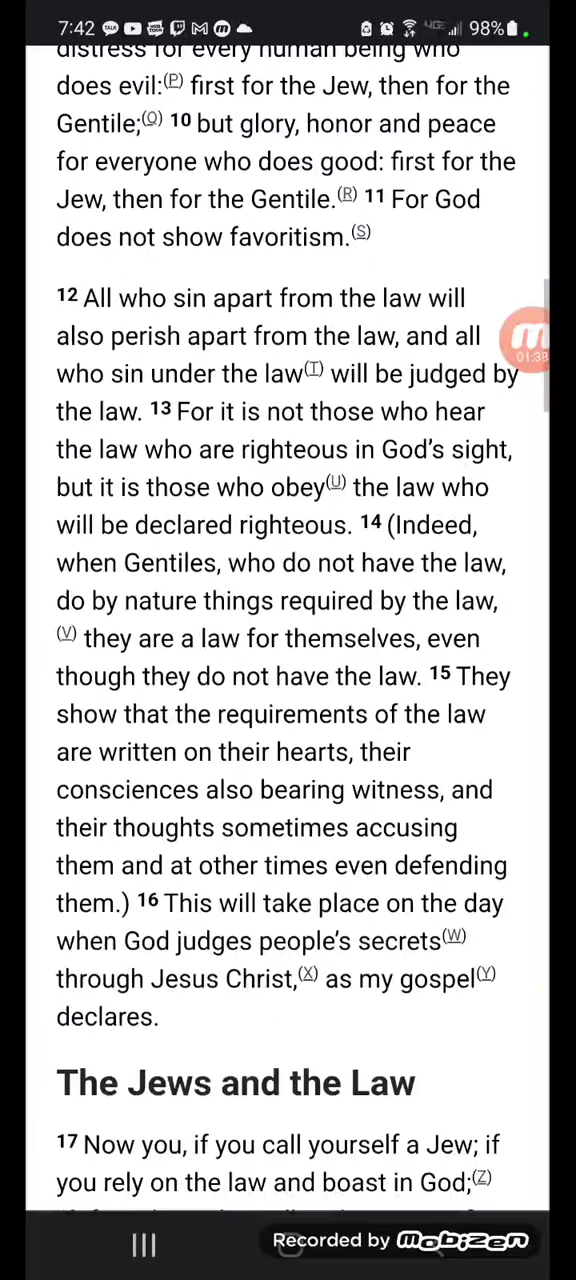 7:42 TALK 98%
distress for every human being who
does evil:(P) first for the Jew, then for the
Gentile;(Q) 10 but glory, honor and peace
for everyone who does good: first for the
Jew, then for the Gentile.(R) 11 For God
does not show favoritism.(S)
12 All who sin apart from the law will
also perish apart from the law, and all
01:38
who sin under the law(T) will be judged by
the law. 13 For it is not those who hear
the law who are righteous in God’s sight,
but it is those who obey(U) the law who
will be declared righteous. 14 (Indeed,
when Gentiles, who do not have the law,
do by nature things required by the law,
(V) they are a law for themselves, even
though they do not have the law. 15 They
show that the requirements of the law
are written on their hearts, their
consciences also bearing witness, and
their thoughts sometimes accusing
them and at other times even defending
them.) 16 This will take place on the day
when God judges people’s secrets(W)
through Jesus Christ,(X) as my gospel(Y)
declares.
The Jews and the Law
17 Now you, if you call yourself a Jew; if
you rely on the law and boast in God;(Z)
Recorded by Mobizen